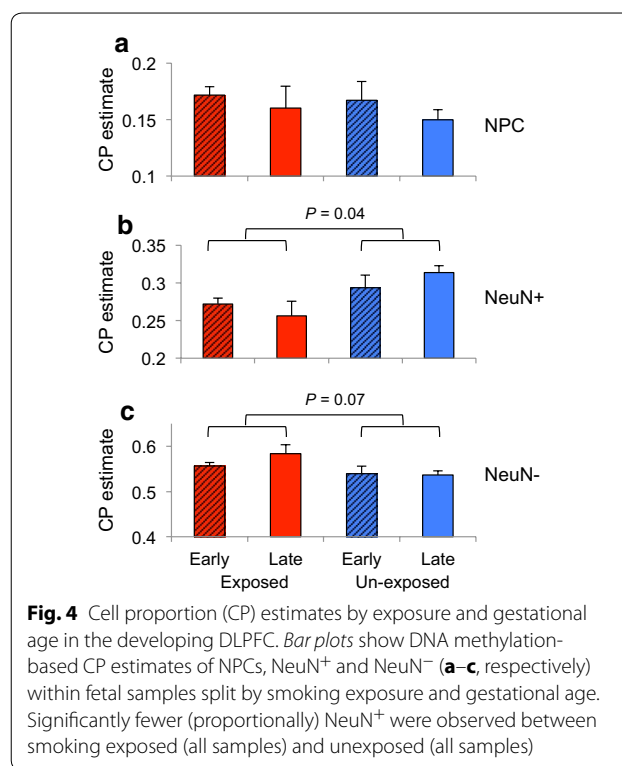 a
0.2
0.15
0.1
CP estimate
NPC
b
P = 0.04
0.35
0.3
0.25
0.2
CP estimate
NeuN+
c
P = 0.07
0.6
0.5
0.4
CP estimate
NeuN-
Early Late Early Late
Exposed Un-exposed
Fig. 4 Cell proportion (CP) estimates by exposure and gestational
age in the developing DLPFC. Bar plots show DNA methylation-
based CP estimates of NPCs, NeuN+ and NeuN− (a–c, respectively)
within fetal samples split by smoking exposure and gestational age.
Significantly fewer (proportionally) NeuN+ were observed between
smoking exposed (all samples) and unexposed (all samples)